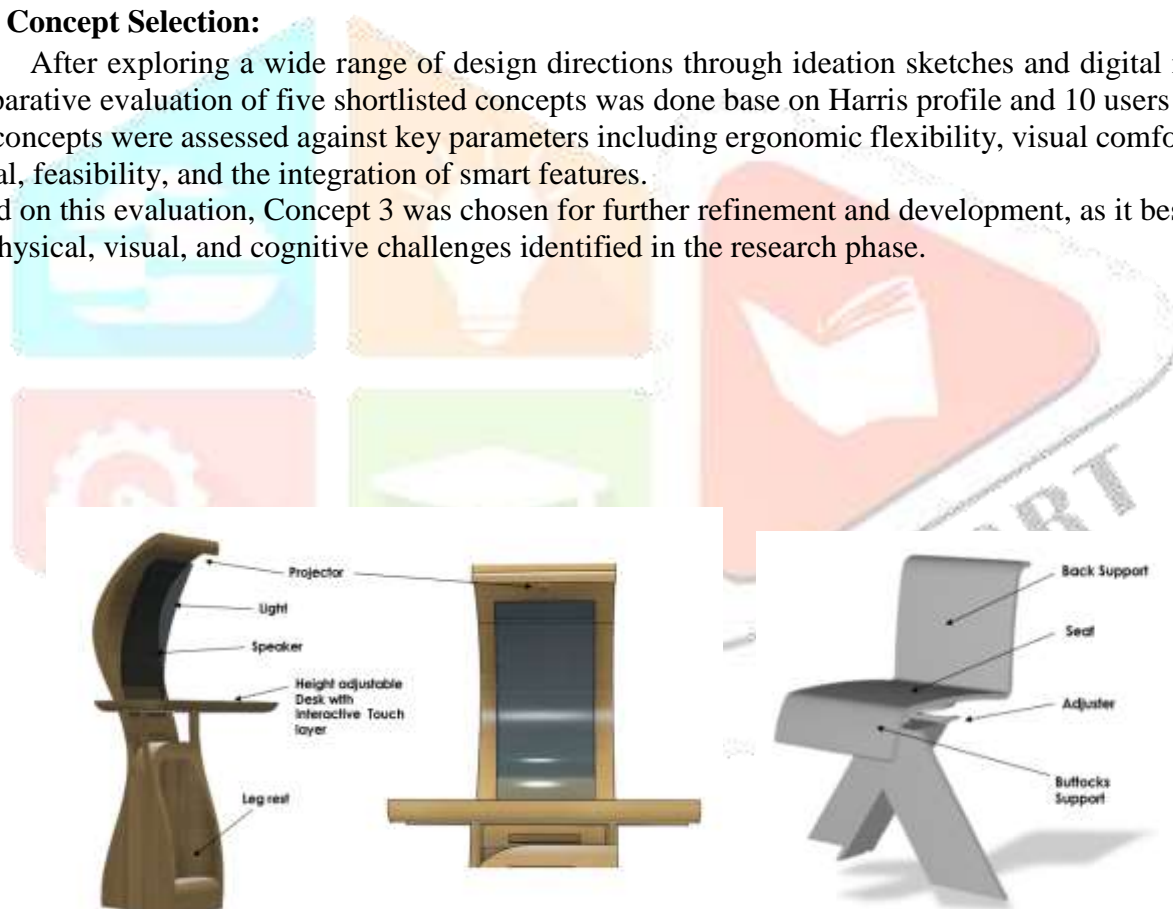 Concept Selection:
After exploring a wide range of design directions through ideation sketches and digital
parative evaluation of five shortlisted concepts was done base on Harris profile and 10 users
concepts were assessed against key parameters including ergonomic flexibility, visual comfo
al, feasibility, and the integration of smart features.
d on this evaluation, Concept 3 was chosen for further refinement and development, as it bes
hysical, visual, and cognitive challenges identified in the research phase.
RT
Projector
Light
Speaker
Height adjustable
Desk with
interactive Touch
layer
Leg rest
Back Support
Seat
Adjuster
Buttocks
Support